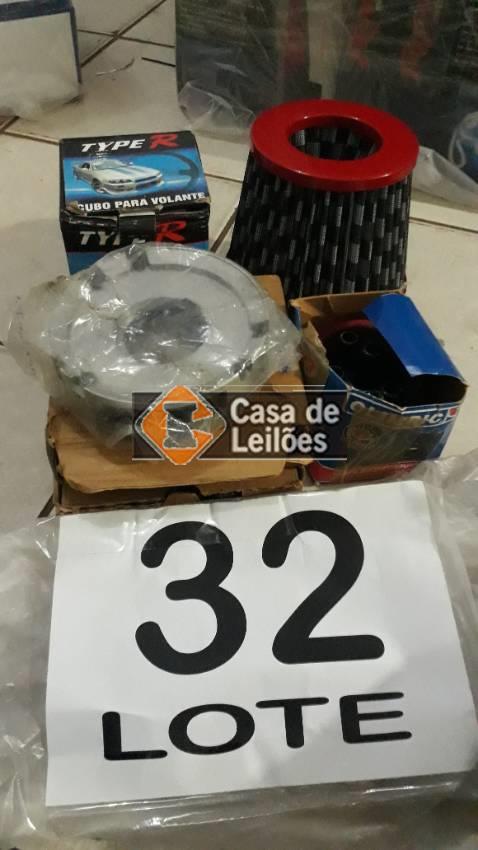 TYPE R
CUBO PARA VOLANTE
TYPE R
Casa de
Leilões
32
LOTE